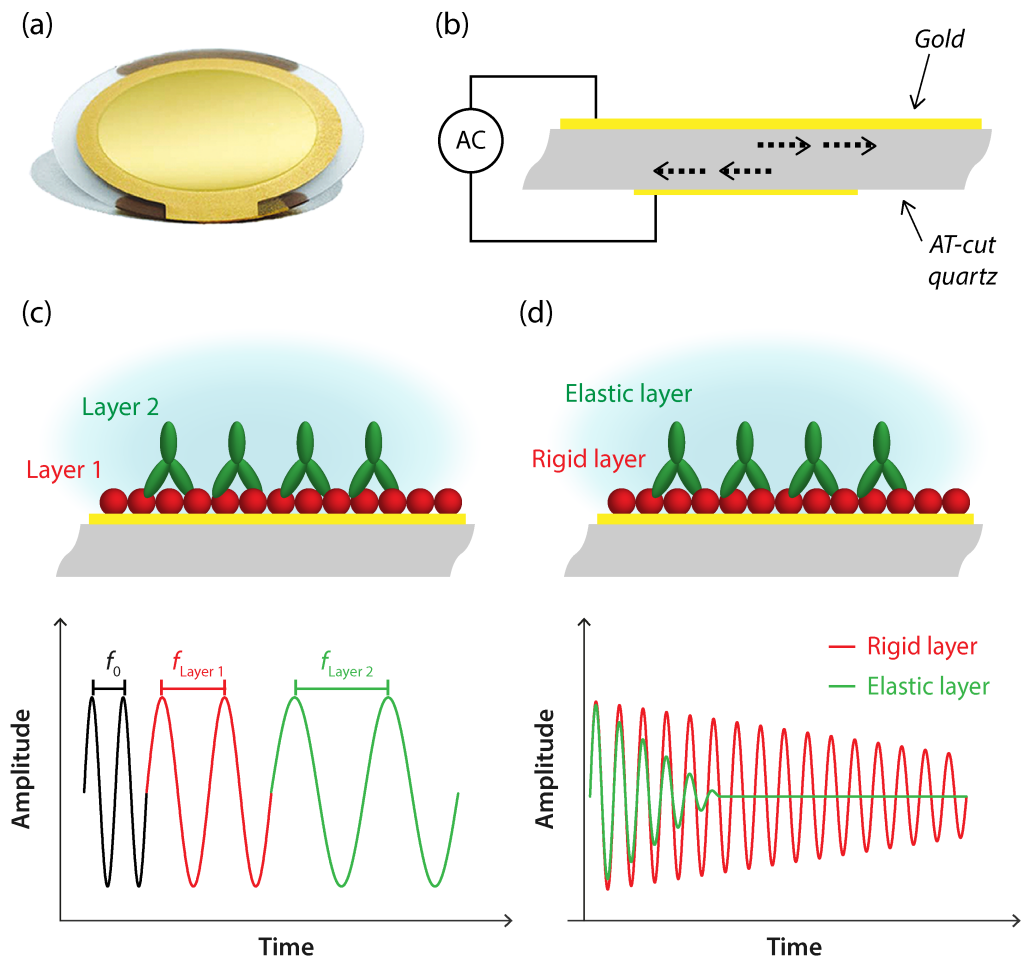 (a)
(b)
Gold
AC
AT-cut
quartz
(c)
(d)
Layer 2
Layer 1
Elastic layer
Rigid layer
f0
fLayer 1
fLayer 2
Amplitude
Time
Rigid layer
Elastic layer
Amplitude
Time